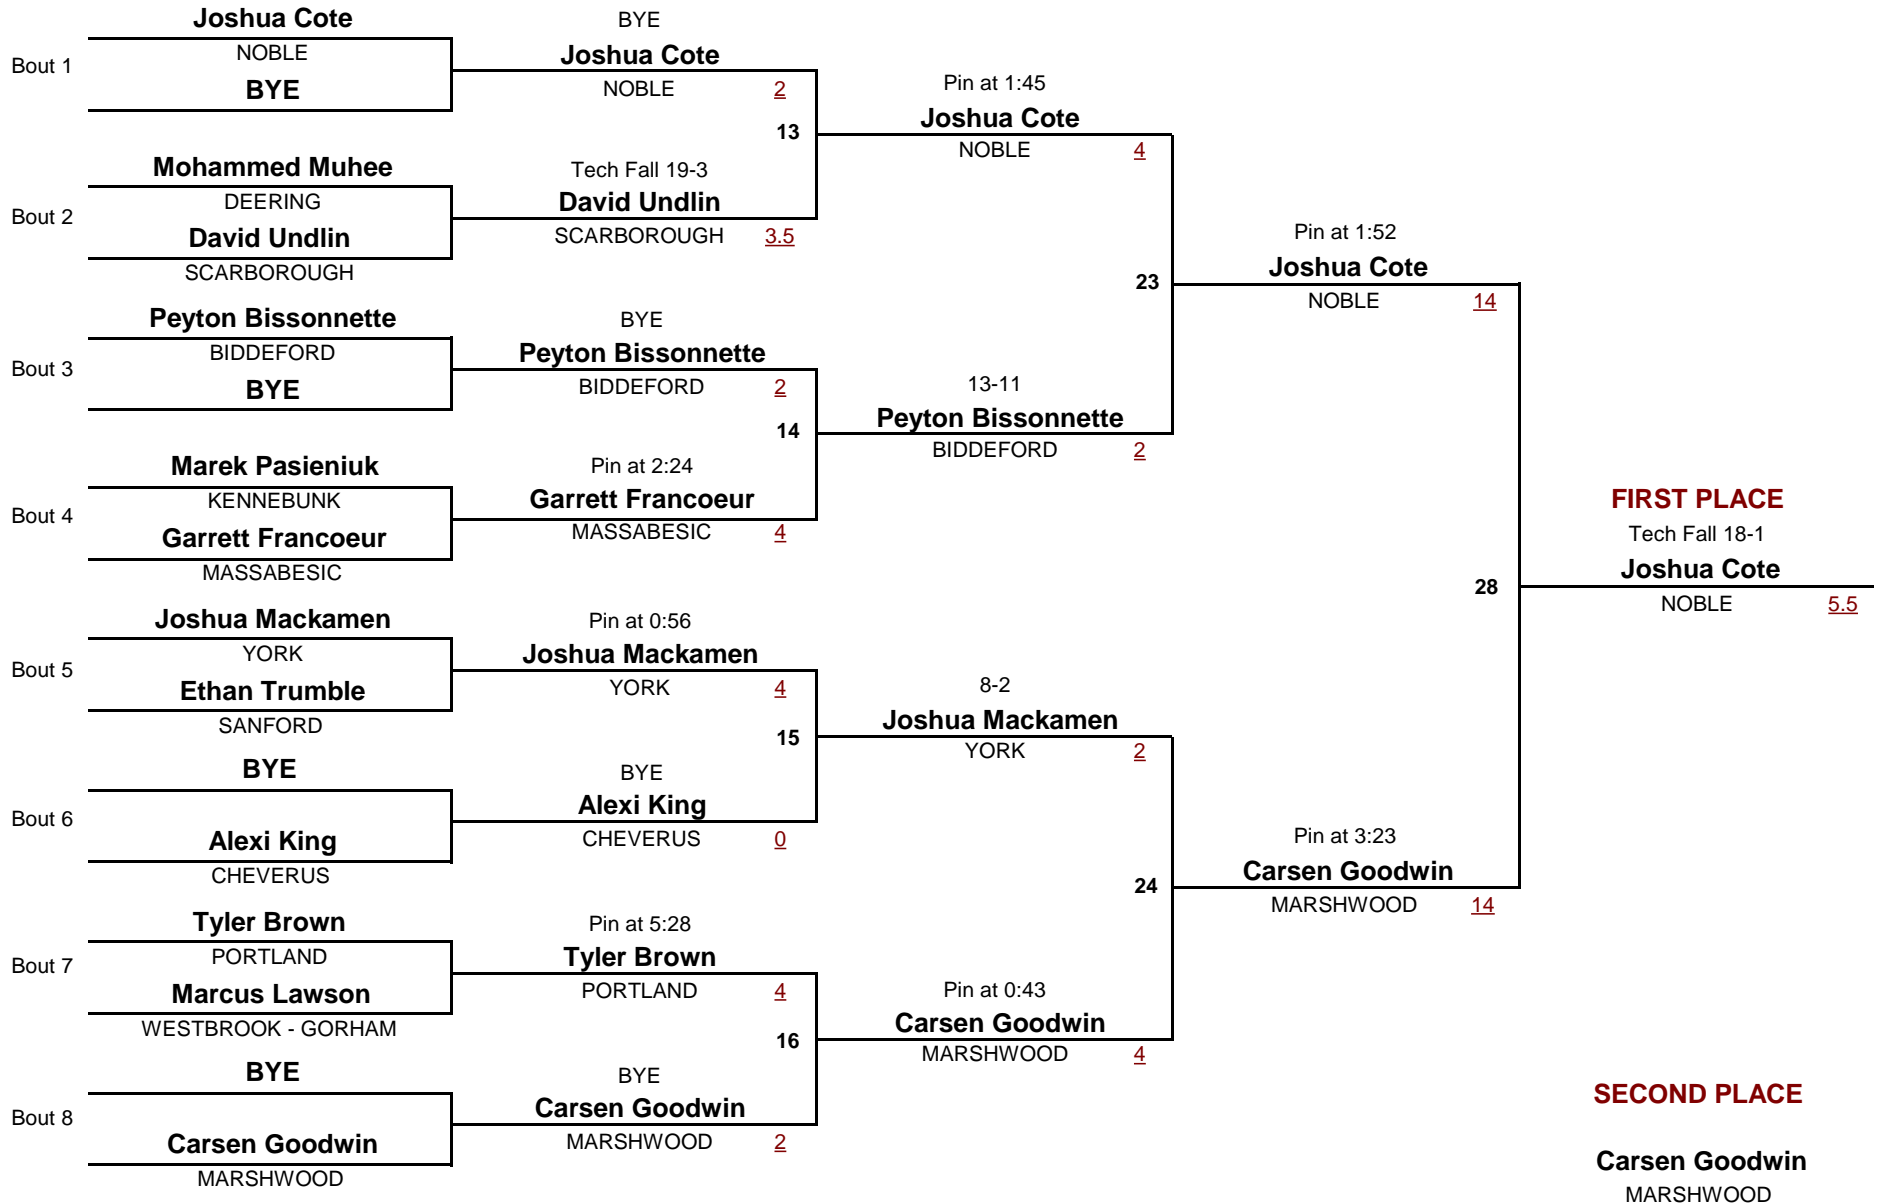 Joshua Cote
Bout 1
NOBLE
BYE
Mohammed Muhee
Bout 2
DEERING
David Undlin
SCARBOROUGH
Peyton Bissonnette
Bout 3
BIDDEFORD
BYE
Marek Pasieniuk
Bout 4
KENNEBUNK
Garrett Francoeur
MASSABESIC
Joshua Mackamen
Bout 5
YORK
Ethan Trumble
SANFORD
BYE
Bout 6
Alexi King
CHEVERUS
Tyler Brown
Bout 7
PORTLAND
Marcus Lawson
WESTBROOK - GORHAM
BYE
Bout 8
Carsen Goodwin
MARSHWOOD
BYE
Joshua Cote
NOBLE 2
13
Tech Fall 19-3
David Undlin
SCARBOROUGH 3.5
BYE
Peyton Bissonnette
BIDDEFORD 2
14
Pin at 2:24
Garrett Francoeur
MASSABESIC 4
Pin at 0:56
Joshua Mackamen
YORK 4
15
BYE
Alexi King
CHEVERUS 0
Pin at 5:28
Tyler Brown
PORTLAND 4
16
BYE
Carsen Goodwin
MARSHWOOD 2
Pin at 1:45
Joshua Cote
NOBLE 4
23
13-11
Peyton Bissonnette
BIDDEFORD 2
8-2
Joshua Mackamen
YORK 2
24
Pin at 0:43
Carsen Goodwin
MARSHWOOD 4
Pin at 1:52
Joshua Cote
NOBLE 14
28
Pin at 3:23
Carsen Goodwin
MARSHWOOD 14
FIRST PLACE
Tech Fall 18-1
Joshua Cote
NOBLE 5.5
SECOND PLACE
Carsen Goodwin
MARSHWOOD